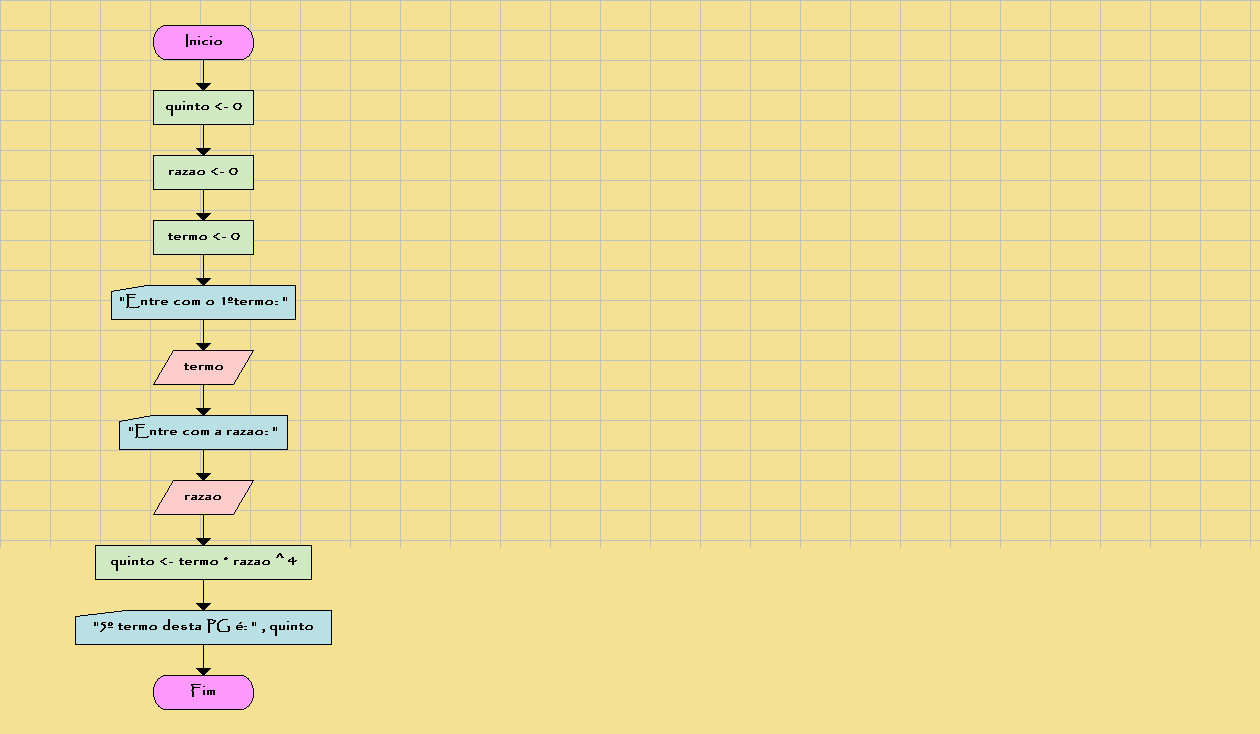 Inicio
quinto <- 0
razao <- 0
termo <- 0
"Entre com o 1ºtermo: "
termo
"Entre com a razao: "
razao
quinto <- termo * razao ^ 4
"5º termo desta PG é: " , quinto
Fim